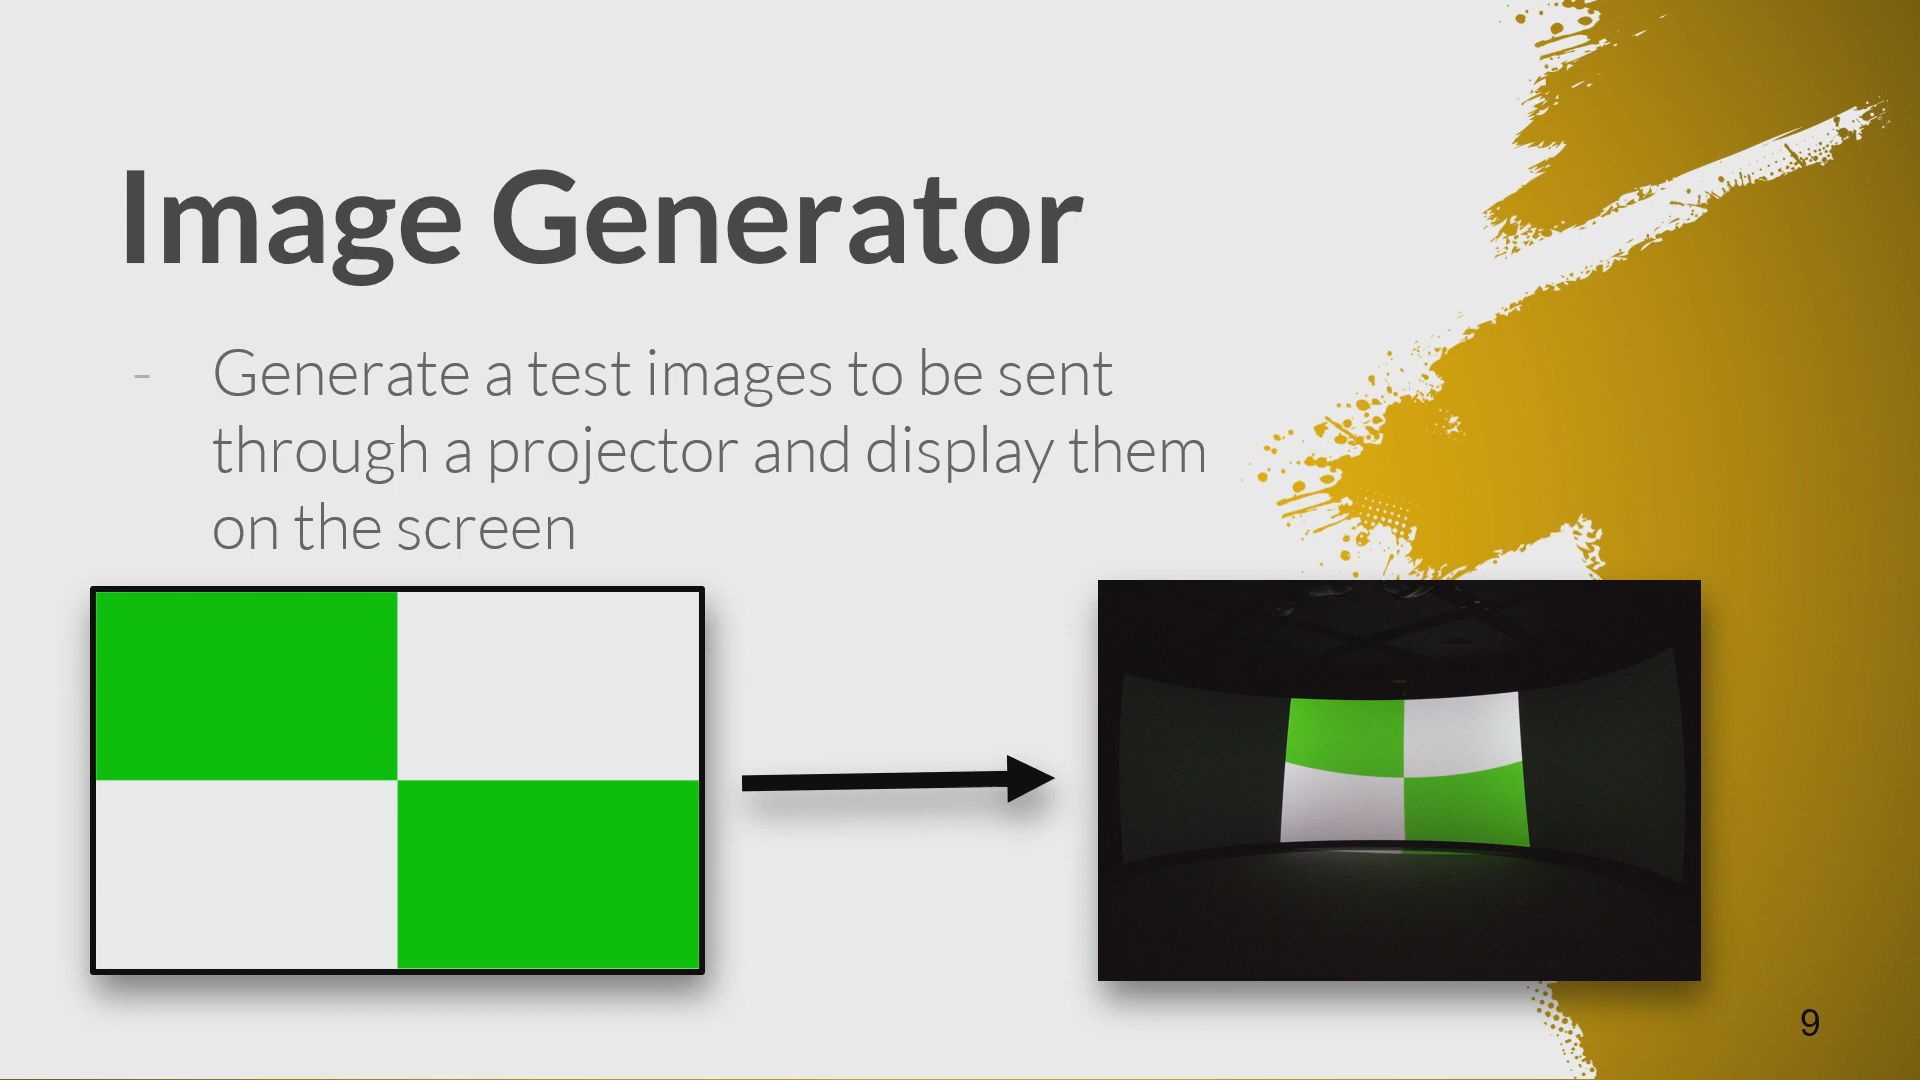 Image Generator
- Generate a test images to be sent
through a projector and display them
on the screen
9